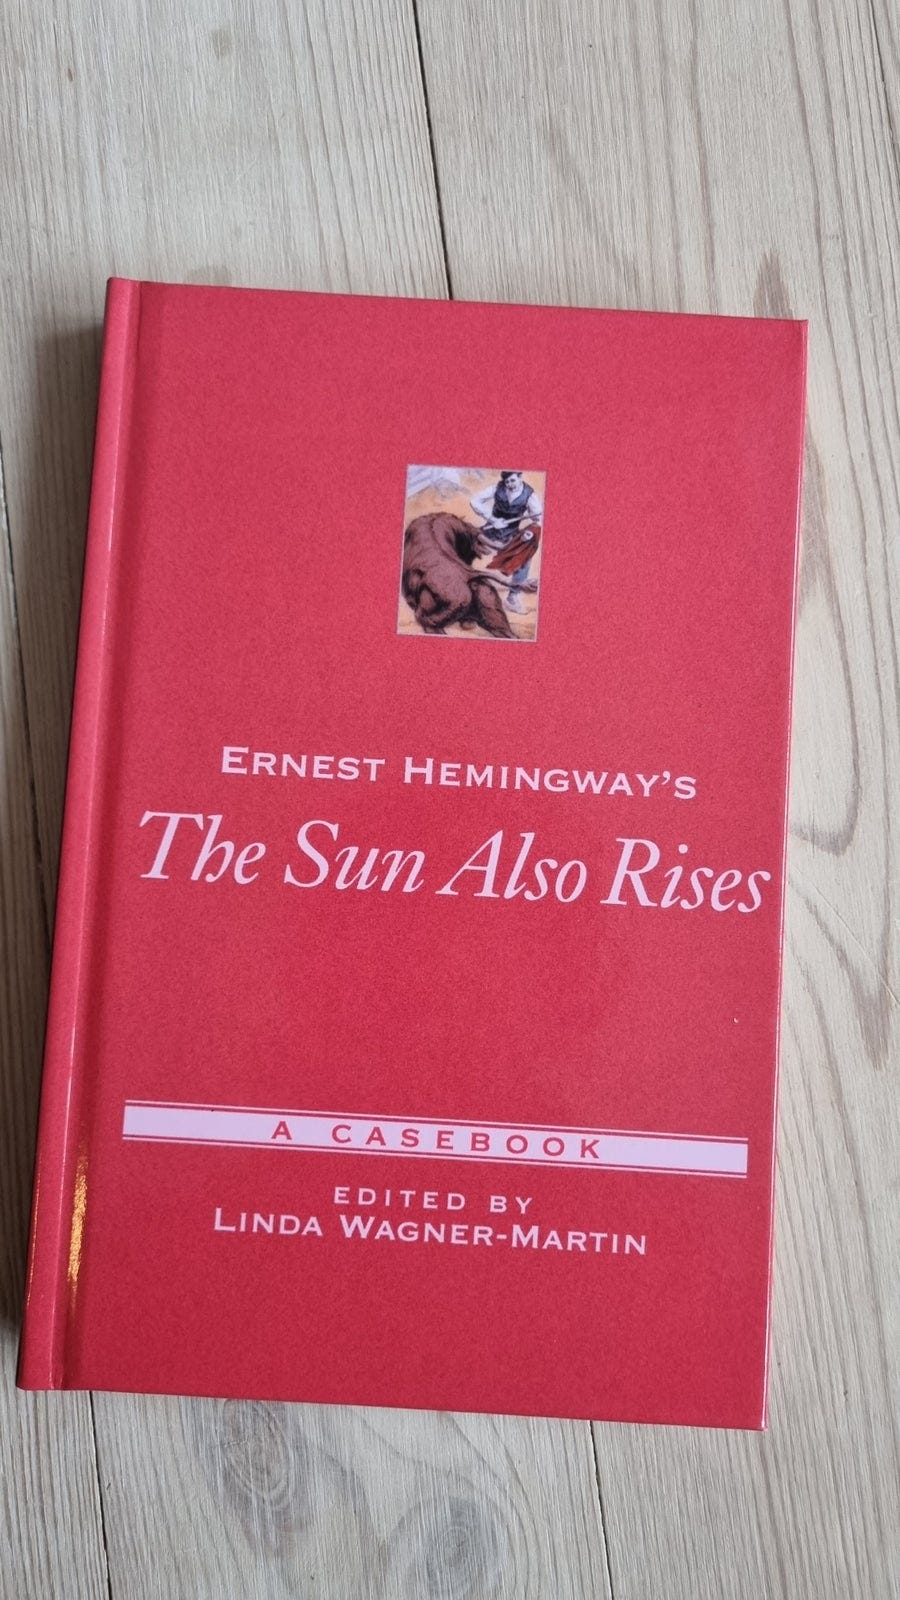 ERNEST HEMINGWAY'S
The Sun Also Rises
A CASEBOOK
EDITED BY
LINDA WAGNER-MARTIN